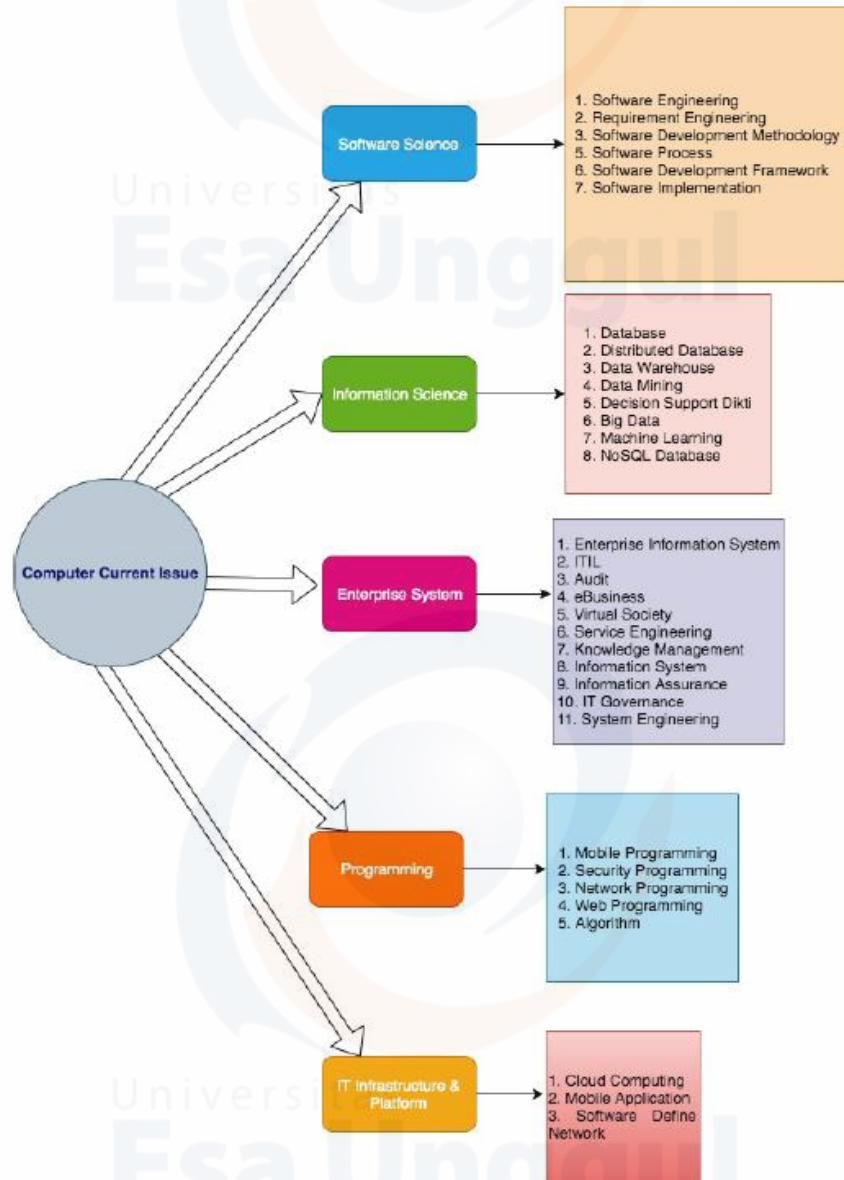 Software Science
1. Software Engineering
2. Requirement Engineering
3. Software Development Methodology
5. Software Process
6. Software Development Framework
7. Software Implementation
Universitas
Esa Unggul
Information Science
1. Database
2. Distributed Database
3. Data Warehouse
4. Data Mining
5. Decision Support Dikti
6. Big Data
7. Machine Learning
8. NoSQL Database
Computer Current Issue
Enterprise System
1. Enterprise Information System
2. ITIL
3. Audit
4. eBusiness
5. Virtual Society
6. Service Engineering
7. Knowledge Management
8. Information System
9. Information Assurance
10. IT Governance
11. System Engineering
Programming
1. Mobile Programming
2. Security Programming
3. Network Programming
4. Web Programming
5. Algorithm
IT Infrastructure &
Platform
1. Cloud Computing
2. Mobile Application
3. Software Define
Network
Universitas
Esa Unggul